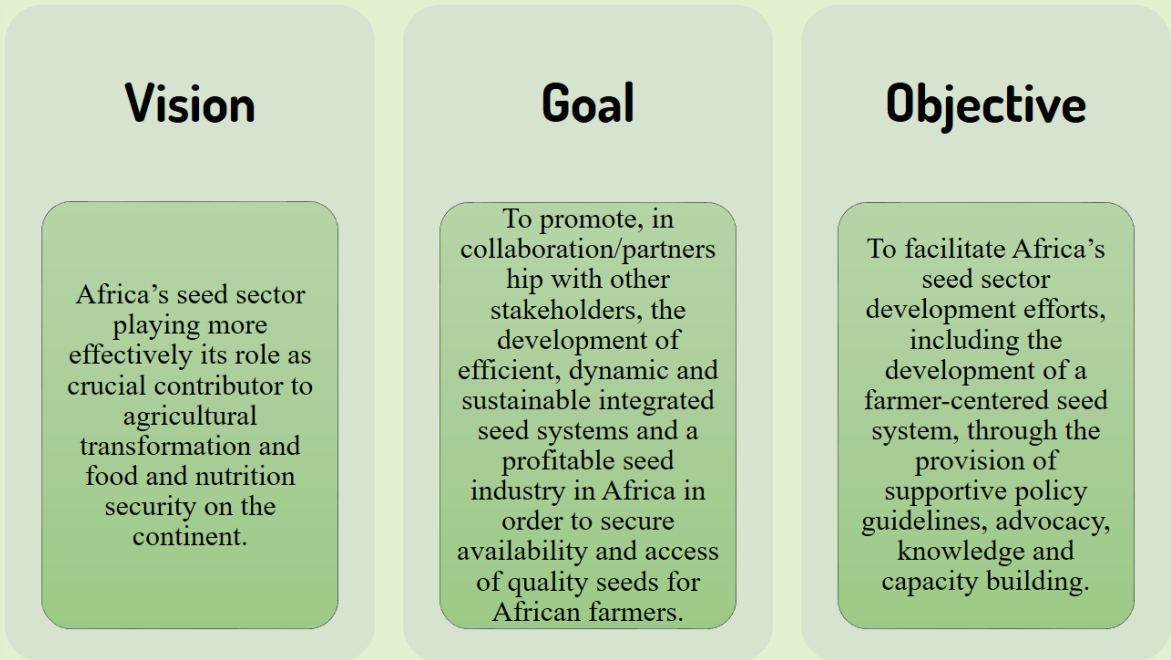 Vision
Africa’s seed sector
playing more
effectively its role as
crucial contributor to
agricultural
transformation and
food and nutrition
security on the
continent.
Goal
To promote, in
collaboration/partners
hip with other
stakeholders, the
development of
efficient, dynamic and
sustainable integrated
seed systems and a
profitable seed
industry in Africa in
order to secure
availability and access
of quality seeds for
African farmers.
Objective
To facilitate Africa’s
seed sector
development efforts,
including the
development of a
farmer-centered seed
system, through the
provision of
supportive policy
guidelines, advocacy,
knowledge and
capacity building.